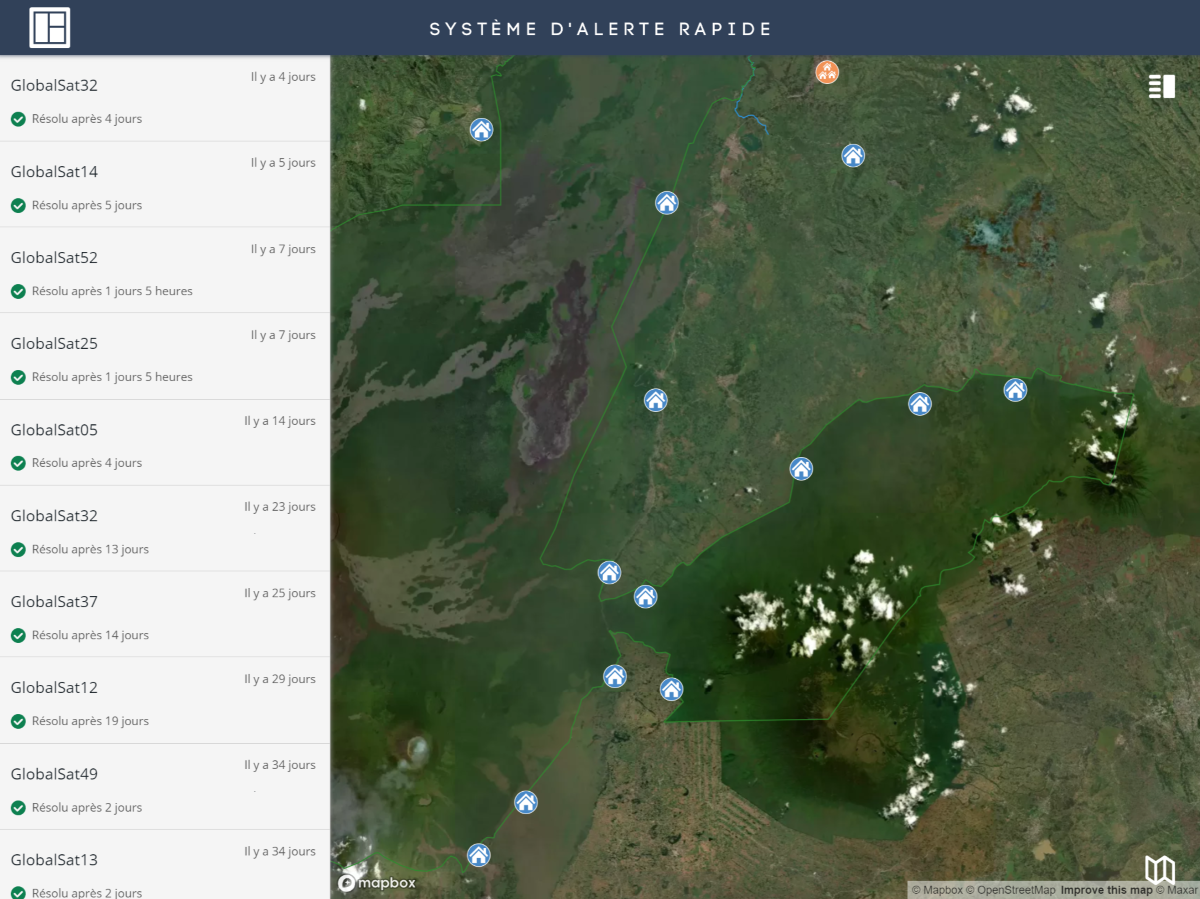 SYSTÈME D'ALERTE RAPIDE
GlobalSat32
Il y a 4 jours
Résolu après 4 jours
GlobalSat14
Il y a 5 jours
Résolu après 5 jours
GlobalSat52
Il y a 7 jours
Résolu après 1 jours 5 heures
GlobalSat25
Il y a 7 jours
Résolu après 1 jours 5 heures
GlobalSat05
Il y a 14 jours
Résolu après 4 jours
GlobalSat32
Il y a 23 jours
Résolu après 13 jours
GlobalSat37
Il y a 25 jours
Résolu après 14 jours
GlobalSat12
Il y a 29 jours
Résolu après 19 jours
GlobalSat49
Il y a 34 jours
Résolu après 2 jours
GlobalSat13
Il y a 34 jours
Résolu après 2 jours
mapbox
© Mapbox © OpenStreetMap Improve this map © Maxar